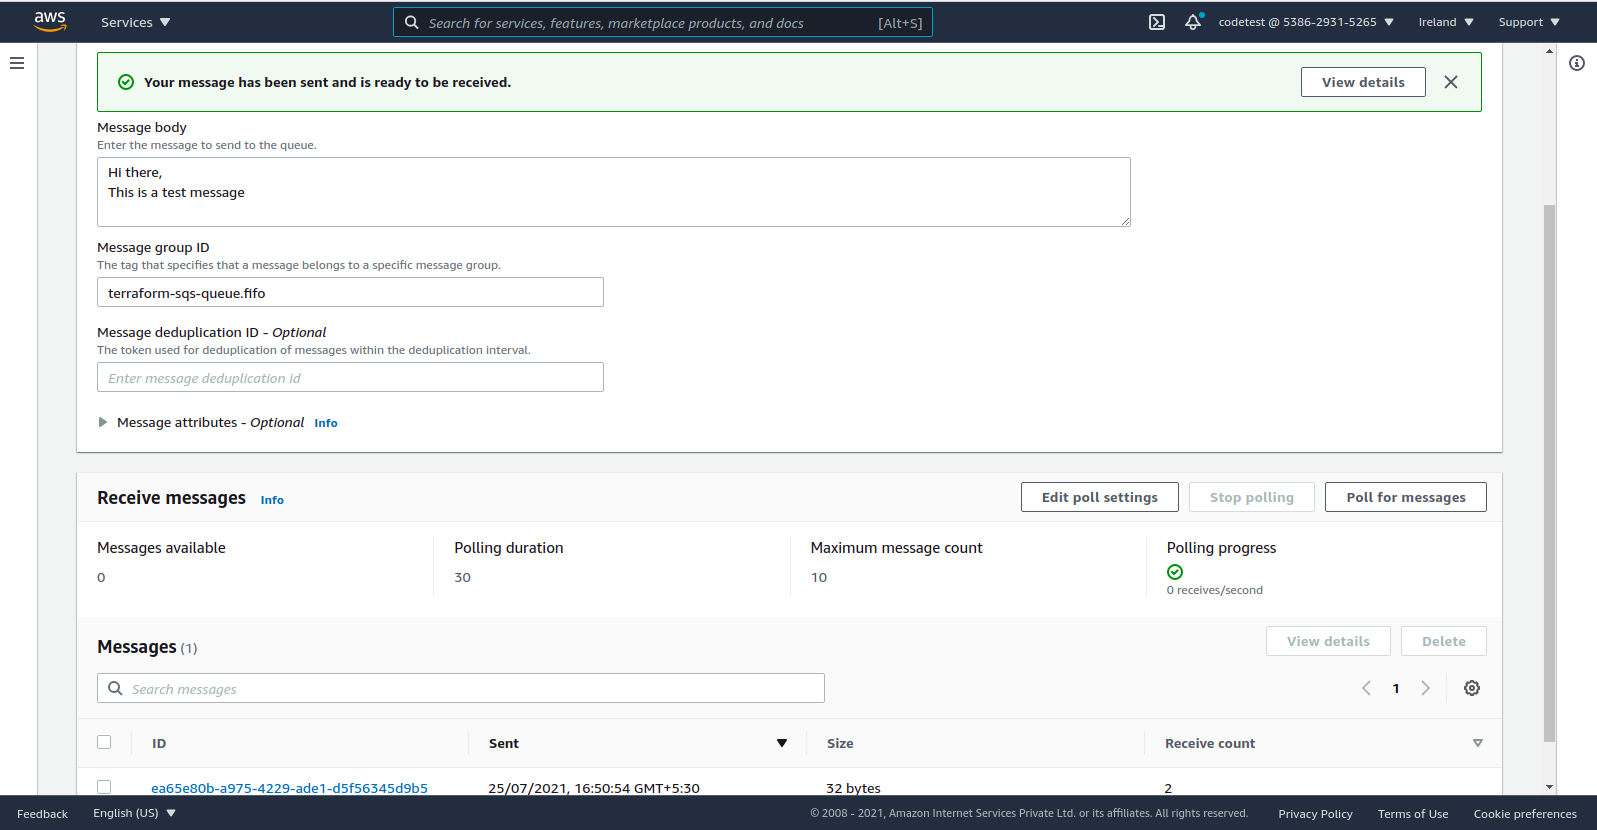 aws
Services
Search for services, features, marketplace products, and docs [Alt+S]
codetest @ 5386-2931-5265
Ireland
Support
Your message has been sent and is ready to be received.
View details
Message body
Enter the message to send to the queue.
Hi there,
This is a test message
Message group ID
The tag that specifies that a message belongs to a specific message group.
terraform-sqs-queue.fifo
Message deduplication ID - Optional
The token used for deduplication of messages within the deduplication interval.
Enter message deduplication id
Message attributes - Optional Info
Receive messages Info
Edit poll settings
Stop polling
Poll for messages
Messages available
0
Polling duration
30
Maximum message count
10
Polling progress
0 receives/second
Messages (1)
View details
Delete
Search messages
1
ID
Sent
Size
Receive count
ea65e80b-a975-4229-ade1-d5f56345d9b5
25/07/2021, 16:50:54 GMT+5:30
32 bytes
2
Feedback
English (US)
© 2008 - 2021, Amazon Internet Services Private Ltd. or its affiliates. All rights reserved.
Privacy Policy
Terms of Use
Cookie preferences